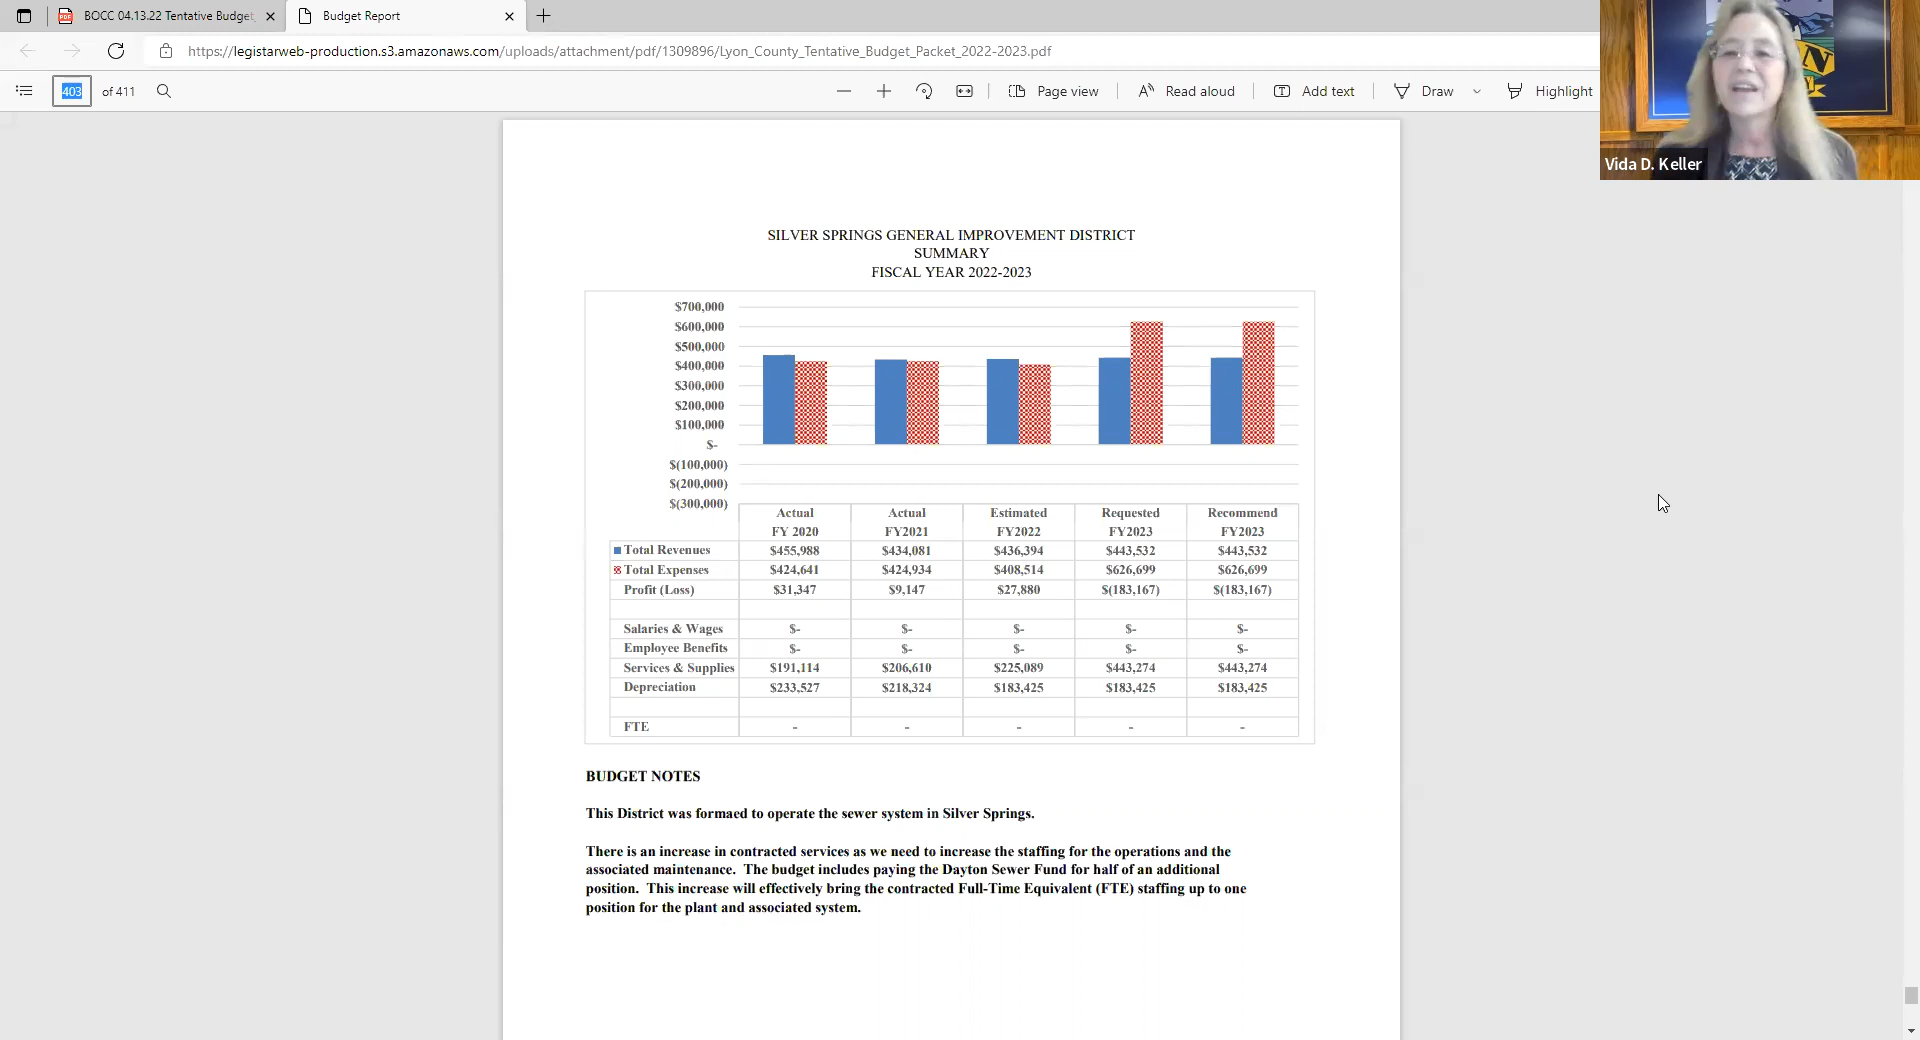 BOCC 04.13.22 Tentative Budget
Budget Report
https://legistarweb-production.s3.amazonaws.com/uploads/attachment/pdf/1309896/Lyon_County_Tentative_Budget_Packet_2022-2023.pdf
403 of 411
Page view
Read aloud
Add text
Draw
Highlight
Vida D. Keller
SILVER SPRINGS GENERAL IMPROVEMENT DISTRICT
SUMMARY
FISCAL YEAR 2022-2023
$700,000
$600,000
$500,000
$400,000
$300,000
$200,000
$100,000
$-
$(100,000)
$(200,000)
$(300,000)
Actual Actual Estimated Requested Recommend
FY 2020 FY2021 FY2022 FY2023 FY2023
Total Revenues $455,988 $434,081 $436,394 $443,532 $443,532
Total Expenses $424,641 $424,934 $408,514 $626,699 $626,699
Profit (Loss) $31,347 $9,147 $27,880 $(183,167) $(183,167)
Salaries & Wages $- $- $- $- $-
Employee Benefits $- $- $- $- $-
Services & Supplies $191,114 $206,610 $225,089 $443,274 $443,274
Depreciation $233,527 $218,324 $183,425 $183,425 $183,425
FTE - - - - -
BUDGET NOTES
This District was formaed to operate the sewer system in Silver Springs.
There is an increase in contracted services as we need to increase the staffing for the operations and the
associated maintenance. The budget includes paying the Dayton Sewer Fund for half of an additional
position. This increase will effectively bring the contracted Full-Time Equivalent (FTE) staffing up to one
position for the plant and associated system.